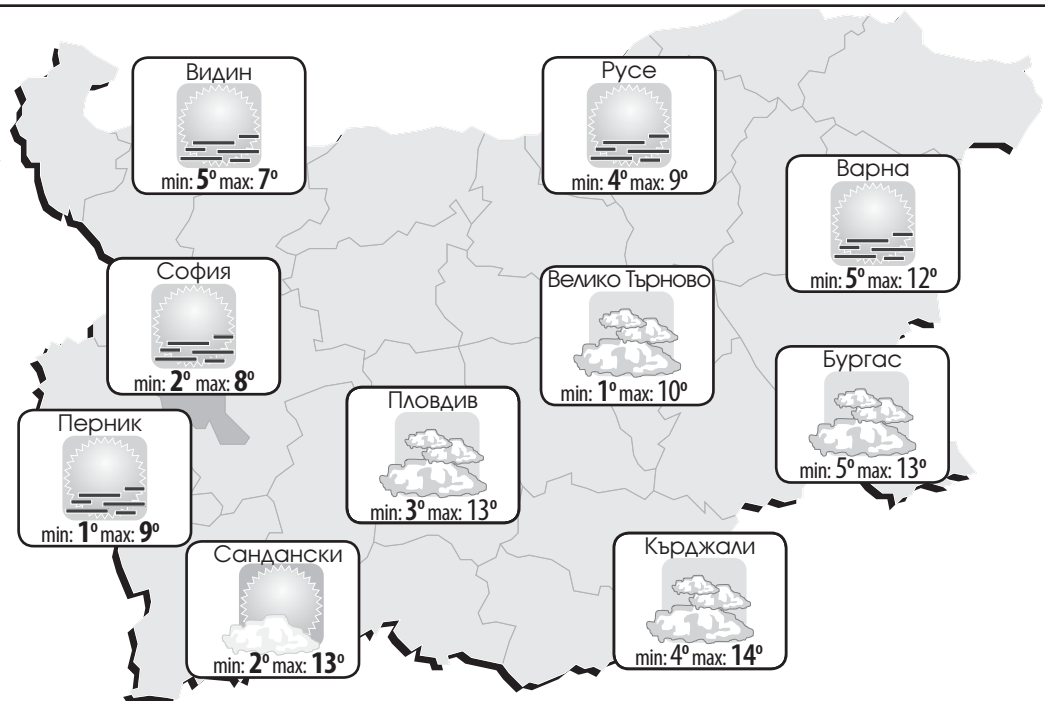 Видин
min: 5º max: 7º
Русе
min: 4º max: 9º
Варна
min: 5º max: 12º
София
min: 2º max: 8º
Велико Търново
min: 1º max: 10º
Бургас
min: 5º max: 13º
Пловдив
min: 3º max: 13º
Перник
min: 1º max: 9º
Сандански
min: 2º max: 13º
Кърджали
min: 4º max: 14º